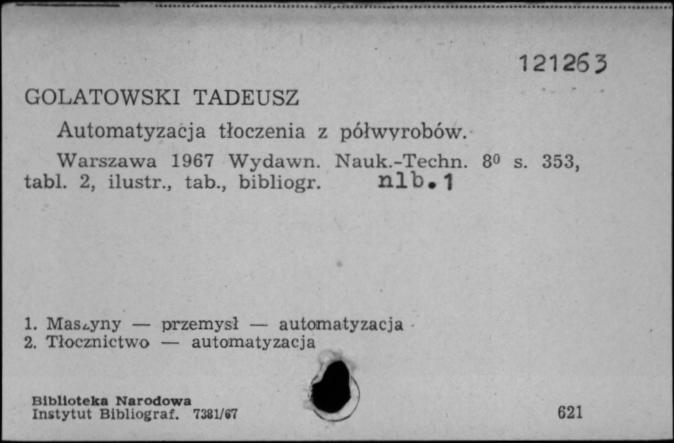 121263
GOLATOWSKI TADEUSZ
Automatyzacja tłoczenia z półwyrobów.
Warszawa 1967 Wydawn. Nauk.-Techn. 8⁰ s. 353,
tabl. 2, ilustr., tab., bibliogr. nlb. 1
1. Maszyny — przemysł — automatyzacja
2. Tłocznictwo — automatyzacja
Biblioteka Narodowa
Instytut Bibliograf. 7381/67
621